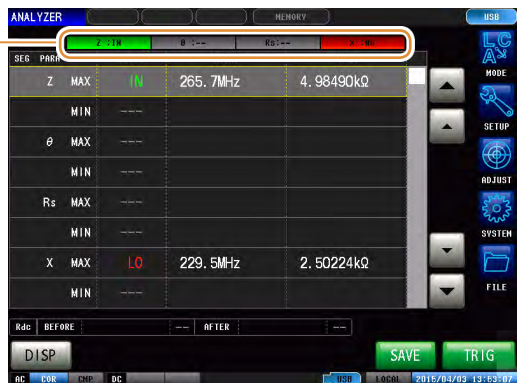 ANALYZER MEMORY USB
Z :IN θ :-- Rs:--
LCA
MODE
SEG PARA
Z MAX IN 265.7MHz 4.98490kΩ
MIN ---
SETUP
θ MAX ---
MIN ---
ADJUST
Rs MAX ---
MIN ---
SYSTEM
X MAX LO 229.5MHz 2.50224kΩ
MIN ---
FILE
Rdc BEFORE -- AFTER --
DISP SAVE TRIG
AC COR CMP DC USB LOCAL 2015/04/03 13:53:07